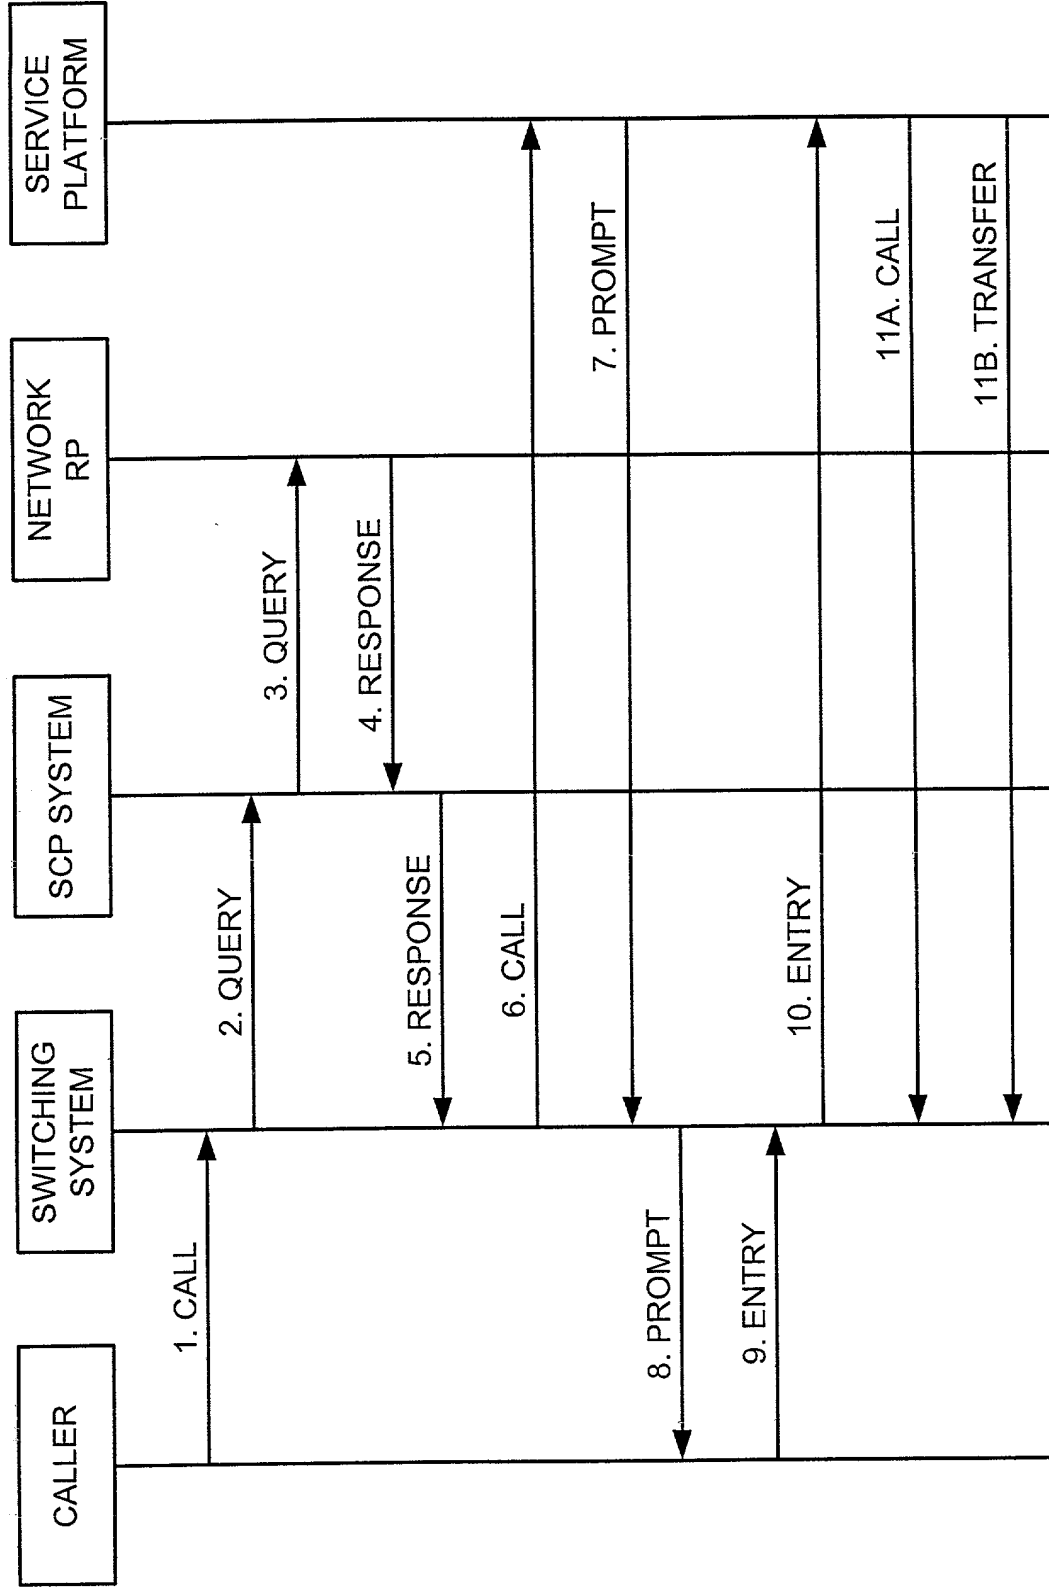 CALLER
SWITCHING
SYSTEM
SCP SYSTEM
NETWORK
RP
SERVICE
PLATFORM
1. CALL
2. QUERY
3. QUERY
4. RESPONSE
5. RESPONSE
6. CALL
7. PROMPT
8. PROMPT
9. ENTRY
10. ENTRY
11A. CALL
11B. TRANSFER